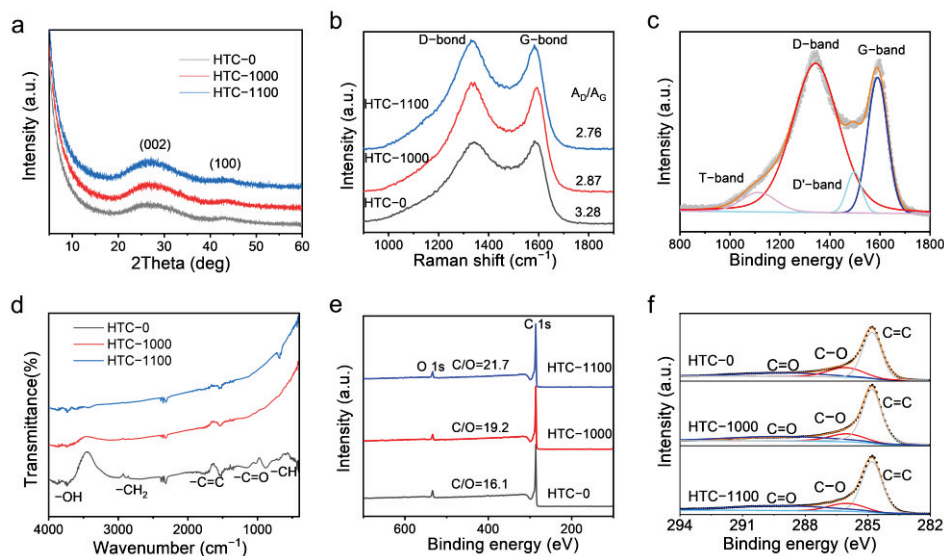 a
HTC−0
HTC−1000
HTC−1100
(002)
(100)
Intensity (a.u.)
10 20 30 40 50 60
2Theta (deg)
b
D−bond
G−bond
A_D/A_G
HTC−1100
2.76
HTC−1000
2.87
HTC−0
3.28
Intensity (a.u.)
1000 1200 1400 1600 1800
Raman shift (cm⁻¹)
c
D−band
G−band
T−band
D'−band
Intensity (a.u.)
800 1000 1200 1400 1600 1800
Binding energy (eV)
d
HTC−0
HTC−1000
HTC−1100
Transmittance(%)
−OH
−CH₂
−C=C
−C=O
−CH
4000 3000 2000 1000
Wavenumber (cm⁻¹)
e
C 1s
O 1s
C/O=21.7
HTC−1100
C/O=19.2
HTC−1000
C/O=16.1
HTC−0
Intensity (a.u.)
600 400 200
Binding energy (eV)
f
HTC−0
C=O
C−O
C=C
HTC−1000
C=O
C−O
C=C
HTC−1100
C=O
C−O
C=C
Intensity (a.u.)
294 291 288 285 282
Binding energy (eV)